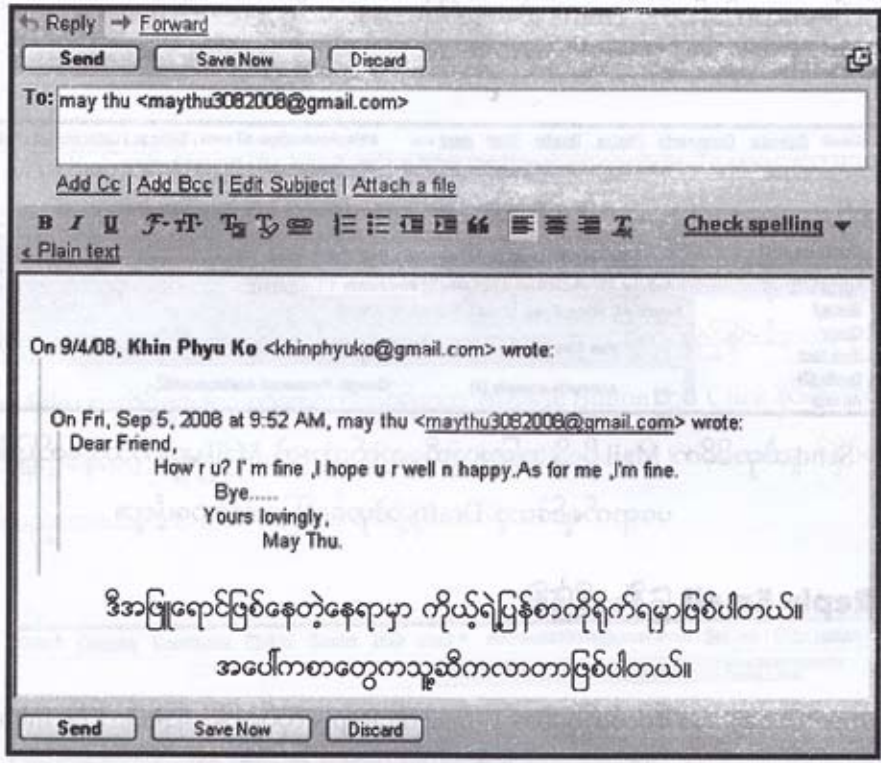 Reply Forward
Send Save Now Discard
To: may thu <maythu3082008@gmail.com>
Add Cc | Add Bcc | Edit Subject | Attach a file
B I U Check spelling
« Plain text
On 9/4/08, Khin Phyu Ko <khinphyuko@gmail.com> wrote:
On Fri, Sep 5, 2008 at 9:52 AM, may thu <maythu3082008@gmail.com> wrote:
Dear Friend,
How r u? I' m fine ,I hope u r well n happy.As for me ,I'm fine.
Bye......
Yours lovingly,
May Thu.
ဒီအဖြူရောင်ဖြစ်နေတဲ့နေရာမှာ ကိုယ့်ရဲ့ပြန်စာကိုရိုက်ရမှာဖြစ်ပါတယ်။
အပေါ်ကစာတွေကသူ့ဆီကလာတာဖြစ်ပါတယ်။
Send Save Now Discard